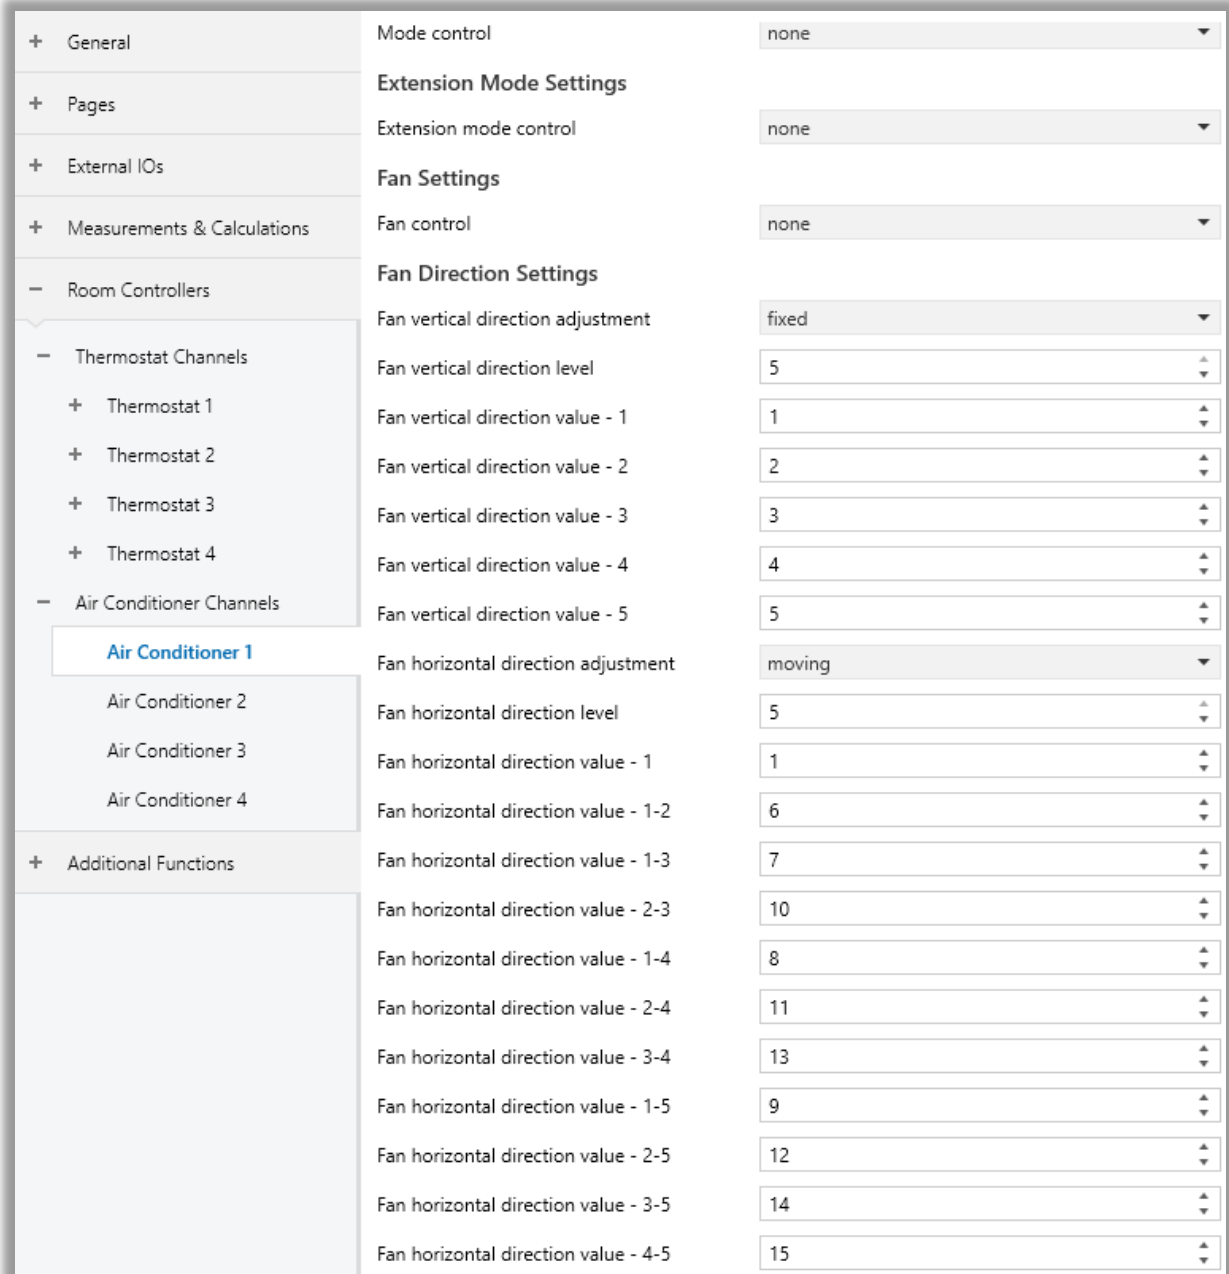 General
Pages
External IOs
Measurements & Calculations
Room Controllers
Thermostat Channels
Thermostat 1
Thermostat 2
Thermostat 3
Thermostat 4
Air Conditioner Channels
Air Conditioner 1
Air Conditioner 2
Air Conditioner 3
Air Conditioner 4
Additional Functions
Mode control none
Extension Mode Settings
Extension mode control none
Fan Settings
Fan control none
Fan Direction Settings
Fan vertical direction adjustment fixed
Fan vertical direction level 5
Fan vertical direction value - 1 1
Fan vertical direction value - 2 2
Fan vertical direction value - 3 3
Fan vertical direction value - 4 4
Fan vertical direction value - 5 5
Fan horizontal direction adjustment moving
Fan horizontal direction level 5
Fan horizontal direction value - 1 1
Fan horizontal direction value - 1-2 6
Fan horizontal direction value - 1-3 7
Fan horizontal direction value - 2-3 10
Fan horizontal direction value - 1-4 8
Fan horizontal direction value - 2-4 11
Fan horizontal direction value - 3-4 13
Fan horizontal direction value - 1-5 9
Fan horizontal direction value - 2-5 12
Fan horizontal direction value - 3-5 14
Fan horizontal direction value - 4-5 15